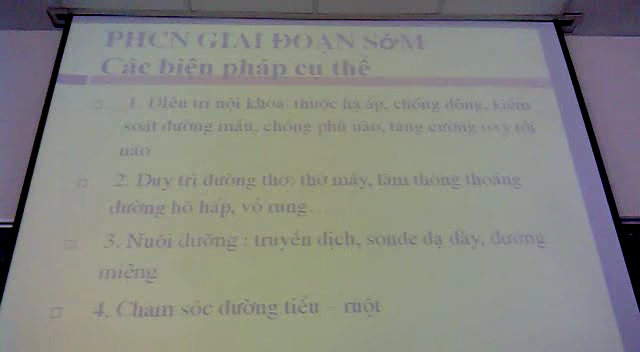 PHCN GIAI ĐOẠN SỚM
Các biện pháp cụ thể
1. Điều trị nội khoa: thuốc hạ áp, chống đông, kiểm
soát đường máu, chống phù não, tăng cường oxy tới
não
2. Duy trì đường thở: thở máy, làm thông thoáng
đường hô hấp, vỗ rung...
3. Nuôi dưỡng : truyền dịch, sonde dạ dày, đường
miệng
4. Chăm sóc đường tiểu – ruột